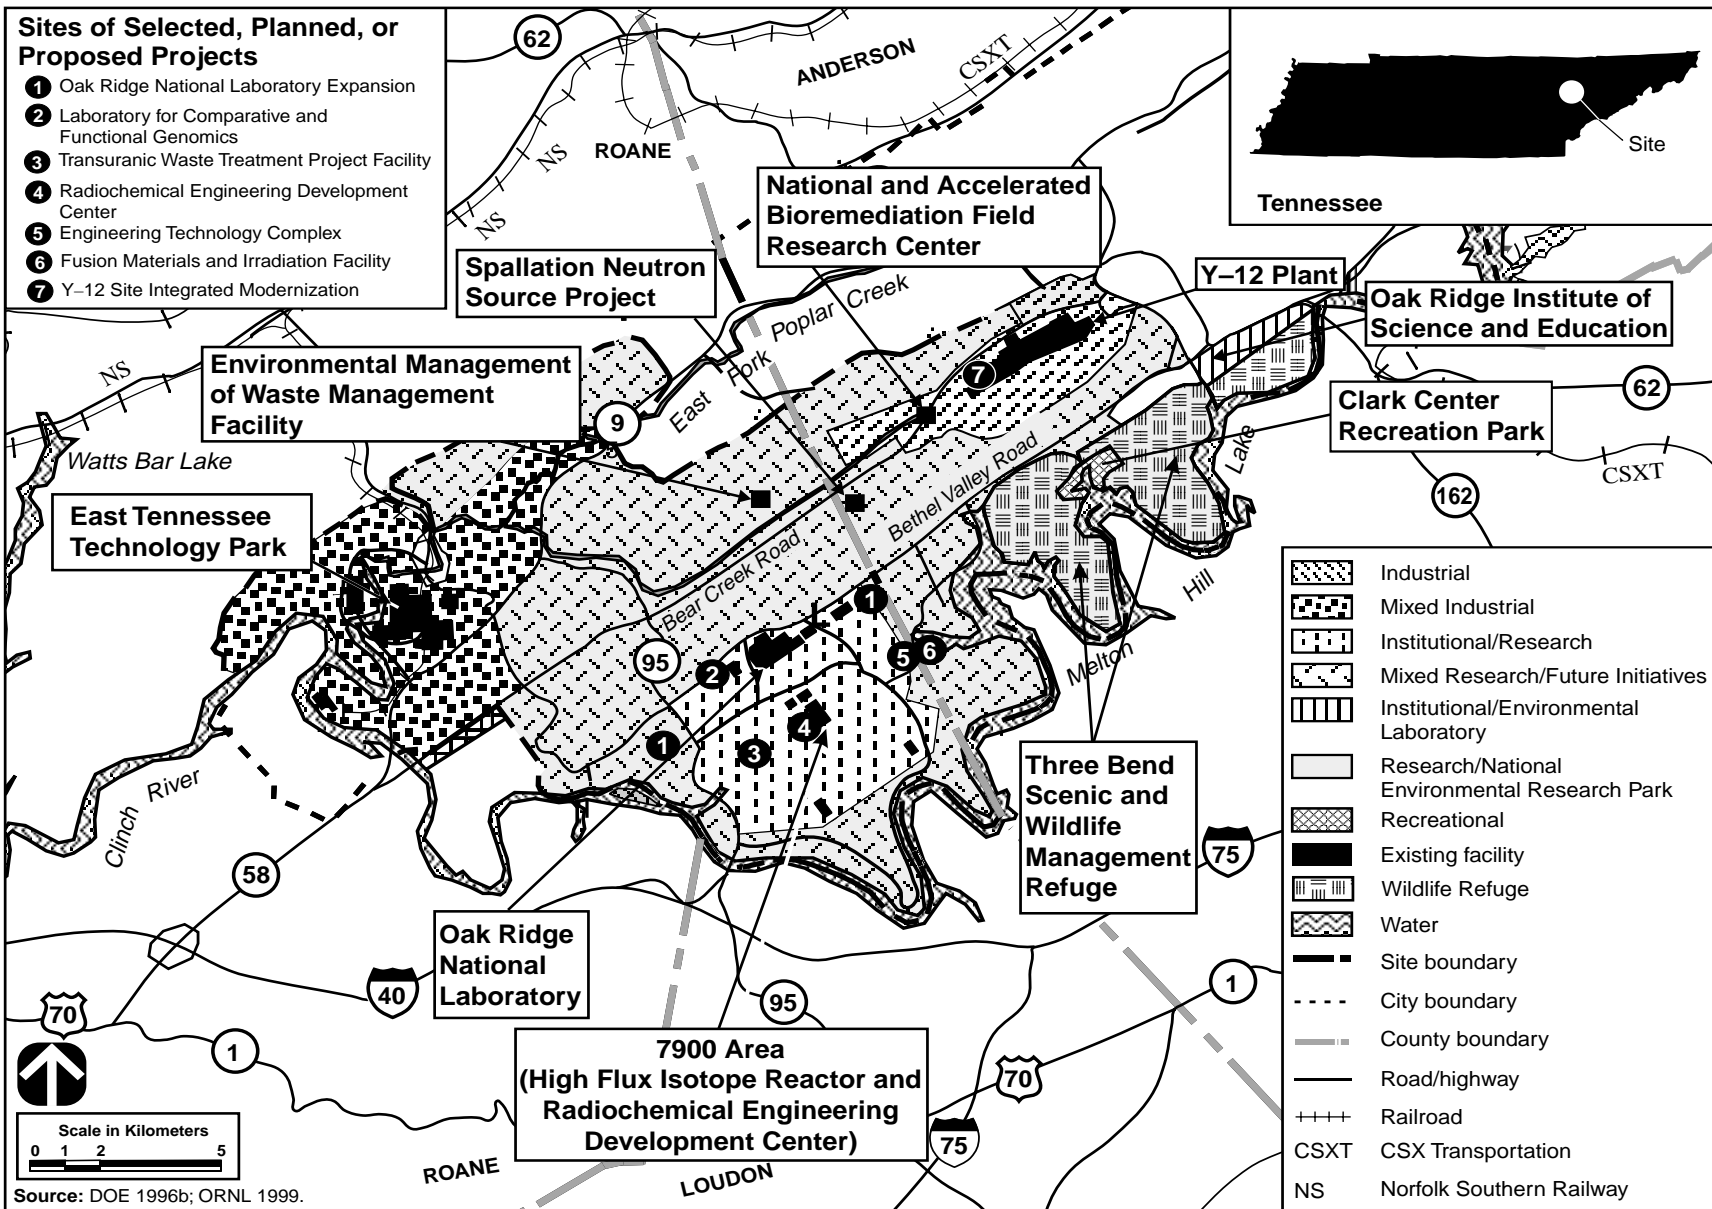 Sites of Selected, Planned, or
Proposed Projects
1 Oak Ridge National Laboratory Expansion
2 Laboratory for Comparative and
Functional Genomics
3 Transuranic Waste Treatment Project Facility
4 Radiochemical Engineering Development
Center
5 Engineering Technology Complex
6 Fusion Materials and Irradiation Facility
7 Y–12 Site Integrated Modernization
62
ANDERSON
CSXT
NS
ROANE
NS
Site
Tennessee
National and Accelerated
Bioremediation Field
Research Center
Spallation Neutron
Source Project
Y–12 Plant
Oak Ridge Institute of
Science and Education
East Fork Poplar Creek
Environmental Management
of Waste Management
Facility
NS
9
7
62
Clark Center
Recreation Park
Watts Bar Lake
CSXT
162
East Tennessee
Technology Park
Bethel Valley Road
Bear Creek Road
Melton Hill Lake
1
95
2
5
6
1
3
4
Clinch River
58
Three Bend
Scenic and
Wildlife
Management
Refuge
75
Oak Ridge
National
Laboratory
40
95
1
70
1
7900 Area
(High Flux Isotope Reactor and
Radiochemical Engineering
Development Center)
70
75
ROANE
LOUDON
Scale in Kilometers
0 1 2 5
Source: DOE 1996b; ORNL 1999.
Industrial
Mixed Industrial
Institutional/Research
Mixed Research/Future Initiatives
Institutional/Environmental
Laboratory
Research/National
Environmental Research Park
Recreational
Existing facility
Wildlife Refuge
Water
Site boundary
City boundary
County boundary
Road/highway
Railroad
CSXT CSX Transportation
NS Norfolk Southern Railway